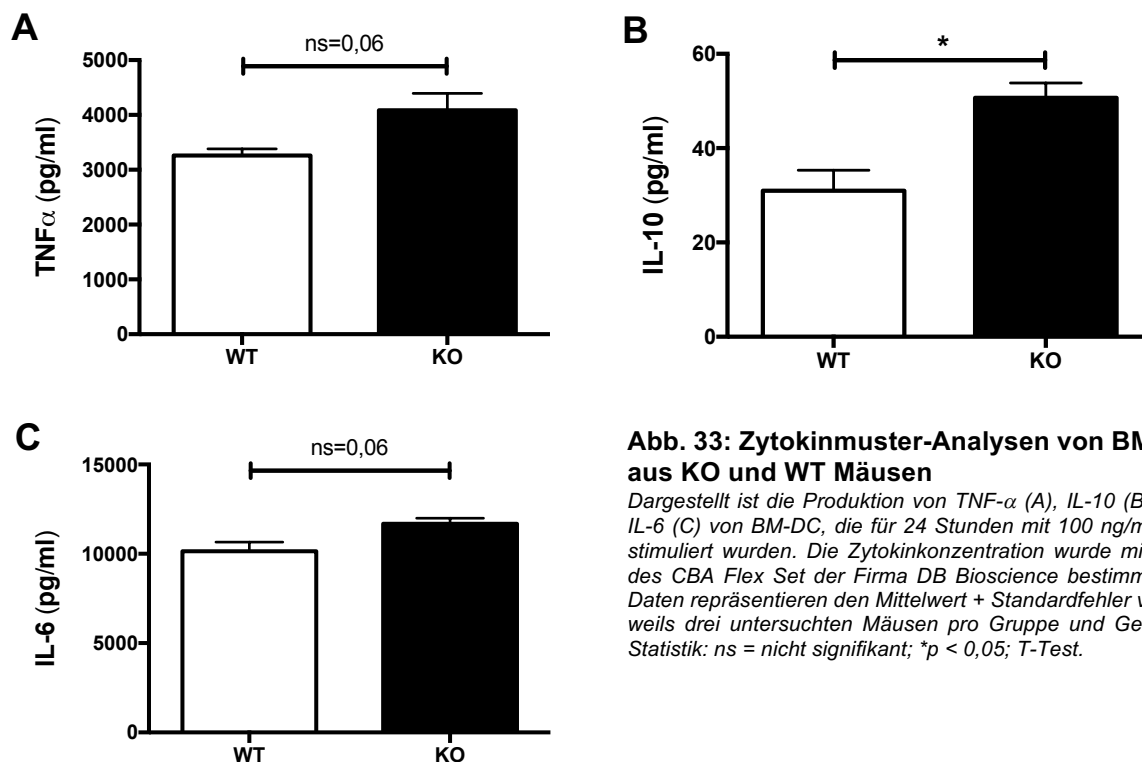 A
ns=0,06
5000
4000
3000
2000
1000
0
TNFα (pg/ml)
WT KO
B
*
60
40
20
0
IL-10 (pg/ml)
WT KO
C
ns=0,06
15000
10000
5000
0
IL-6 (pg/ml)
WT KO
Abb. 33: Zytokinmuster-Analysen von BM
aus KO und WT Mäusen
Dargestellt ist die Produktion von TNF-α (A), IL-10 (B
IL-6 (C) von BM-DC, die für 24 Stunden mit 100 ng/m
stimuliert wurden. Die Zytokinkonzentration wurde mi
des CBA Flex Set der Firma DB Bioscience bestimm
Daten repräsentieren den Mittelwert + Standardfehler v
weils drei untersuchten Mäusen pro Gruppe und Ge
Statistik: ns = nicht signifikant; *p < 0,05; T-Test.